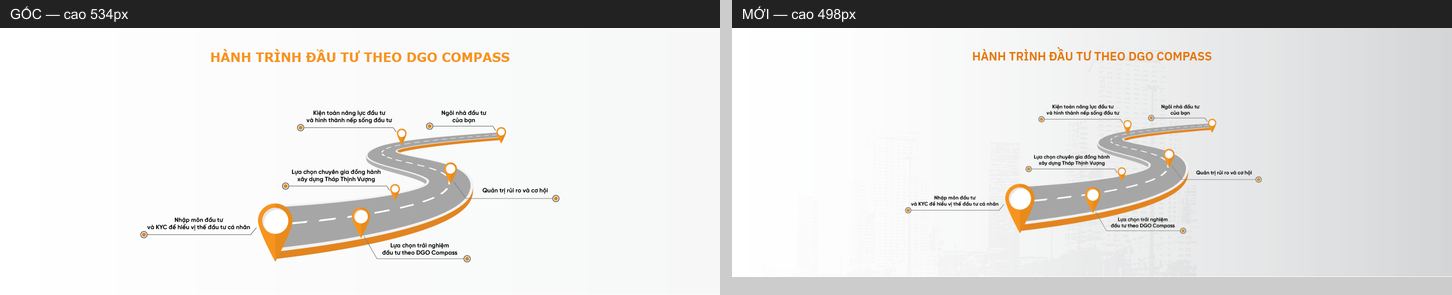 GỐC — cao 534px
HÀNH TRÌNH ĐẦU TƯ THEO DGO COMPASS
Kiện toàn năng lực đầu tư
và hình thành nếp sống đầu tư
Ngôi nhà đầu tư
của bạn
Lựa chọn chuyên gia đồng hành
xây dựng Tháp Thịnh Vượng
Quản trị rủi ro và cơ hội
Nhập môn đầu tư
và KYC để hiểu vị thế đầu tư cá nhân
Lựa chọn trải nghiệm
đầu tư theo DGO Compass
MỚI — cao 498px
HÀNH TRÌNH ĐẦU TƯ THEO DGO COMPASS
Kiện toàn năng lực đầu tư
và hình thành nếp sống đầu tư
Ngôi nhà đầu tư
của bạn
Lựa chọn chuyên gia đồng hành
xây dựng Tháp Thịnh Vượng
Quản trị rủi ro và cơ hội
Nhập môn đầu tư
và KYC để hiểu vị thế đầu tư cá nhân
Lựa chọn trải nghiệm
đầu tư theo DGO Compass